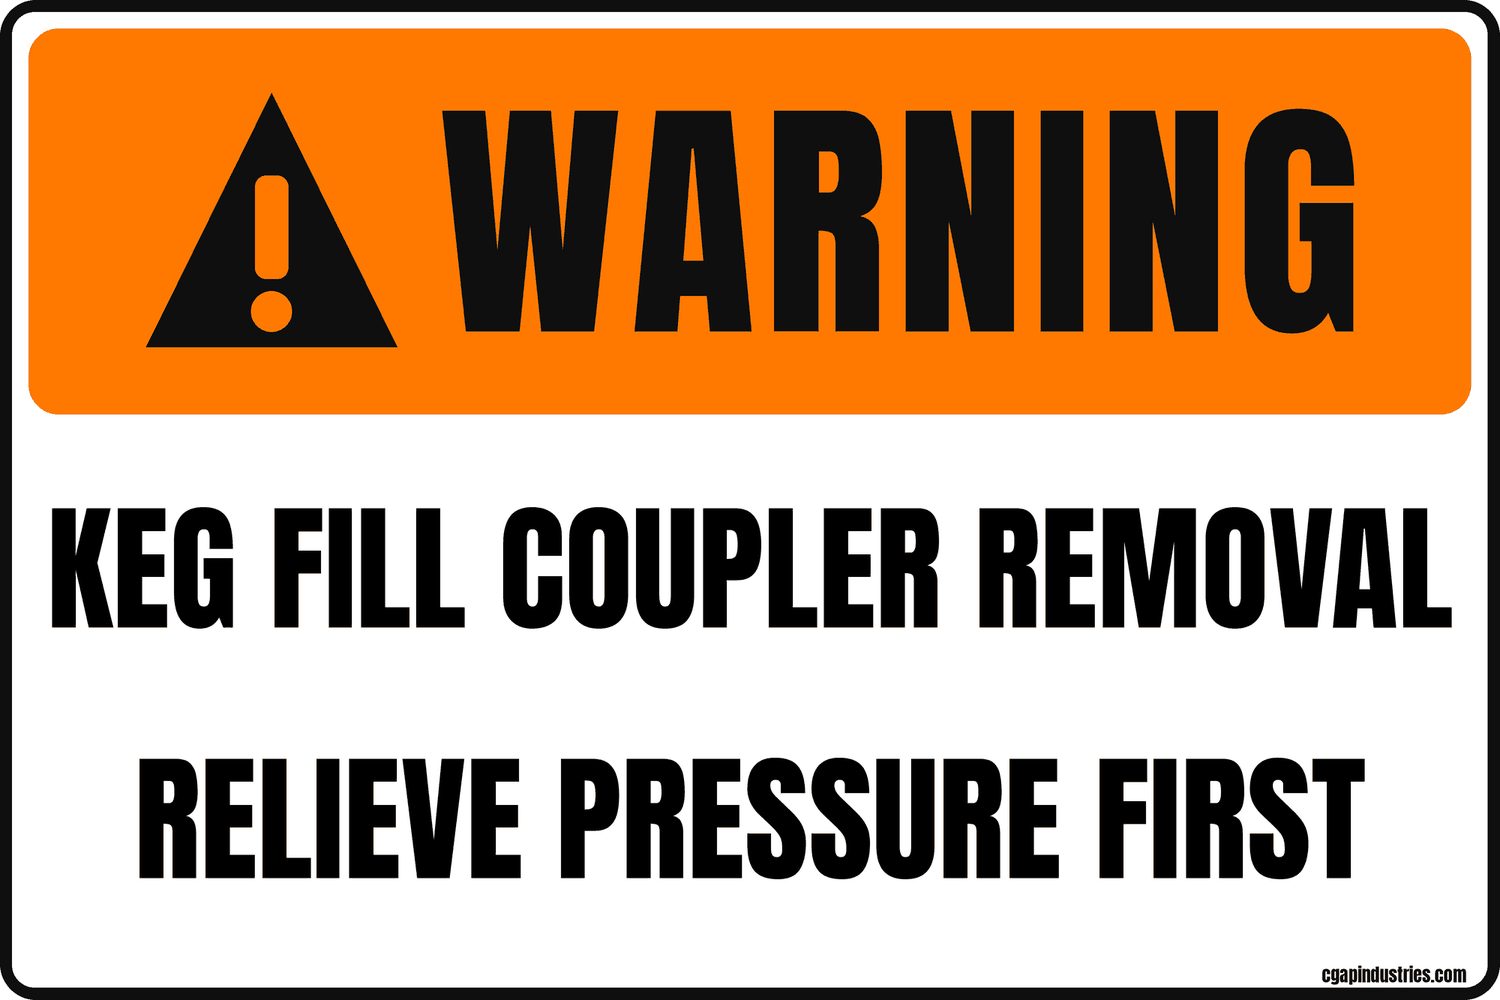 WARNING
KEG FILL COUPLER REMOVAL
RELIEVE PRESSURE FIRST
cgapindustries.com